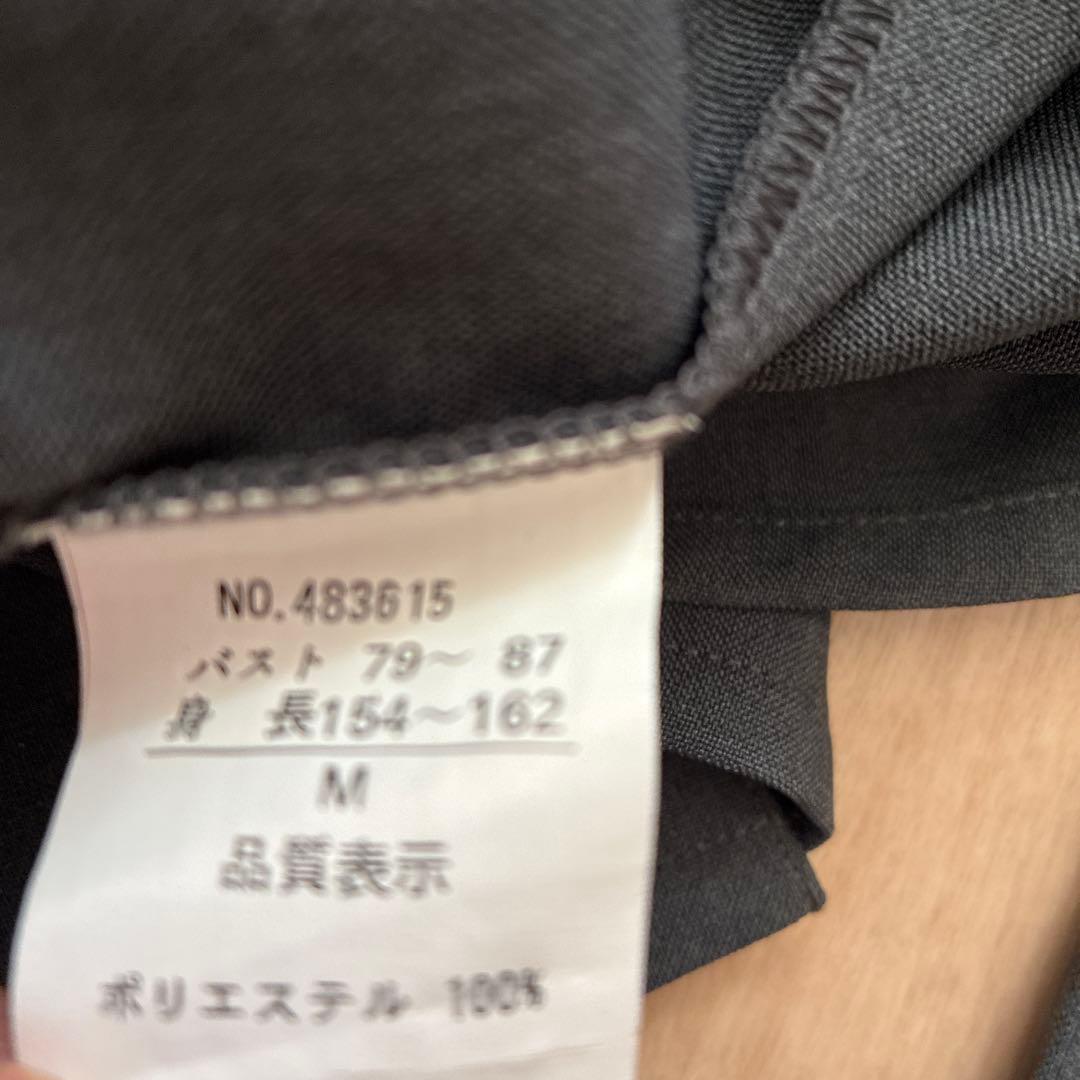 NO.483615
バスト 79～ 87
身 長154～162
M
品質表示
ポリエステル 100%